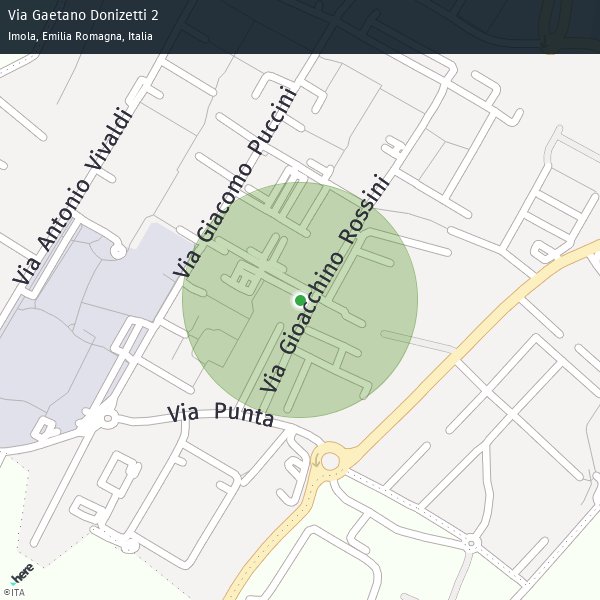 Via Gaetano Donizetti 2
Imola, Emilia Romagna, Italia
Via Antonio Vivaldi
Via Giacomo Puccini
Via Gioacchino Rossini
Via Punta
here
©ITA